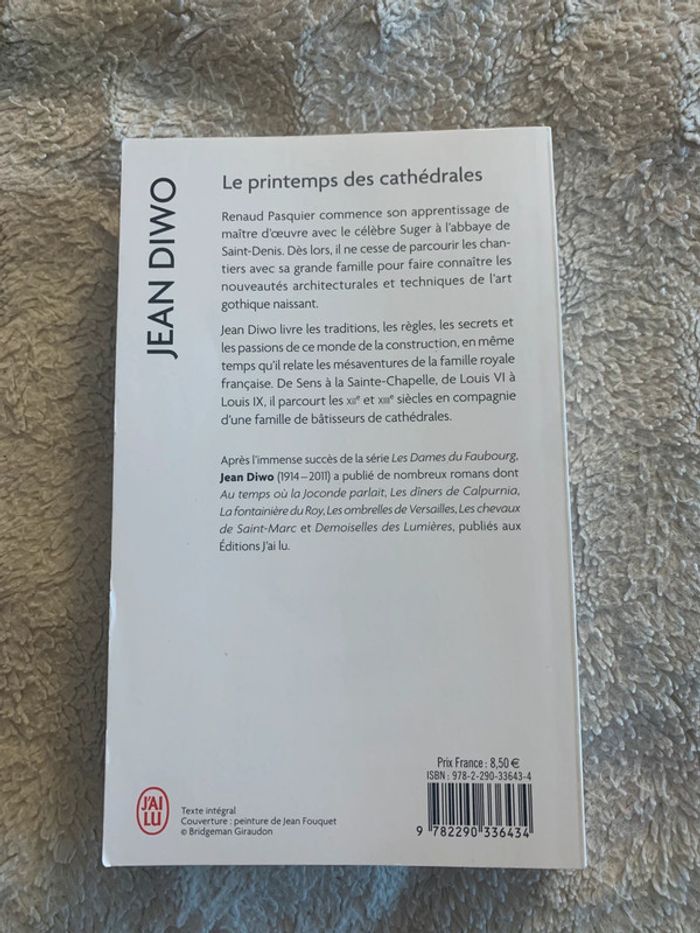 JEAN DIWO
Le printemps des cathédrales
Renaud Pasquier commence son apprentissage de
maître d'œuvre avec le célèbre Suger à l'abbaye de
Saint-Denis. Dès lors, il ne cesse de parcourir les chan-
tiers avec sa grande famille pour faire connaître les
nouveautés architecturales et techniques de l'art
gothique naissant.
Jean Diwo livre les traditions, les règles, les secrets et
les passions de ce monde de la construction, en même
temps qu'il relate les mésaventures de la famille royale
française. De Sens à la Sainte-Chapelle, de Louis VI à
Louis IX, il parcourt les XIIe et XIIIe siècles en compagnie
d'une famille de bâtisseurs de cathédrales.
Après l'immense succès de la série Les Dames du Faubourg,
Jean Diwo (1914–2011) a publié de nombreux romans dont
Au temps où la Joconde parlait, Les dîners de Calpurnia,
La fontainière du Roy, Les ombrelles de Versailles, Les chevaux
de Saint-Marc et Demoiselles des Lumières, publiés aux
Éditions J'ai lu.
Prix France : 8,50 €
ISBN : 978-2-290-33643-4
9 782290 336434
J'AI
LU
Texte intégral
Couverture : peinture de Jean Fouquet
© Bridgeman Giraudon